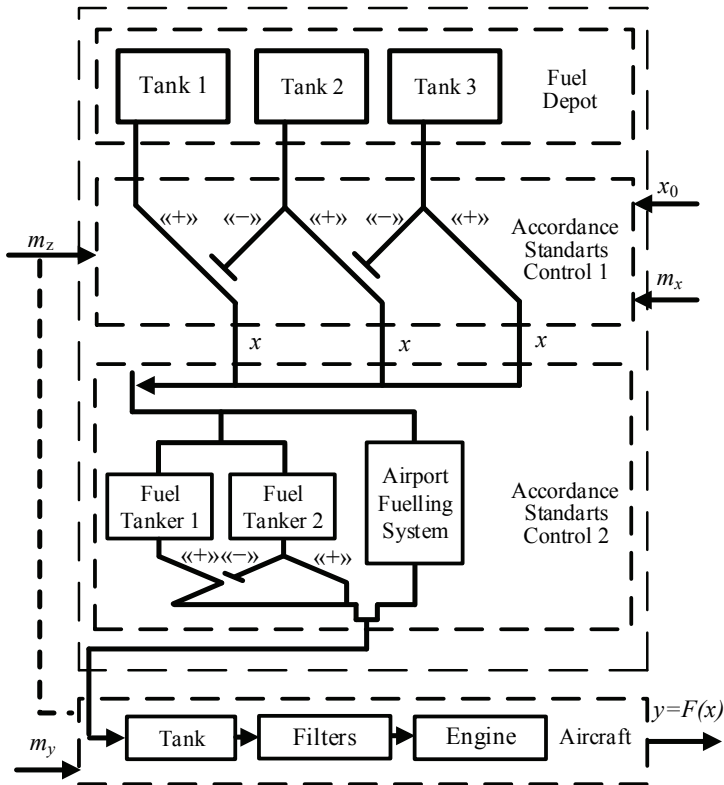 Tank 1
Tank 2
Tank 3
Fuel
Depot
x0
«+»
«−»
«+»
«−»
«+»
Accordance
Standarts
Control 1
mz
mx
x
x
x
Fuel
Tanker 1
Fuel
Tanker 2
Airport
Fuelling
System
Accordance
Standarts
Control 2
«+»
«−»
«+»
y=F(x)
my
Tank
Filters
Engine
Aircraft